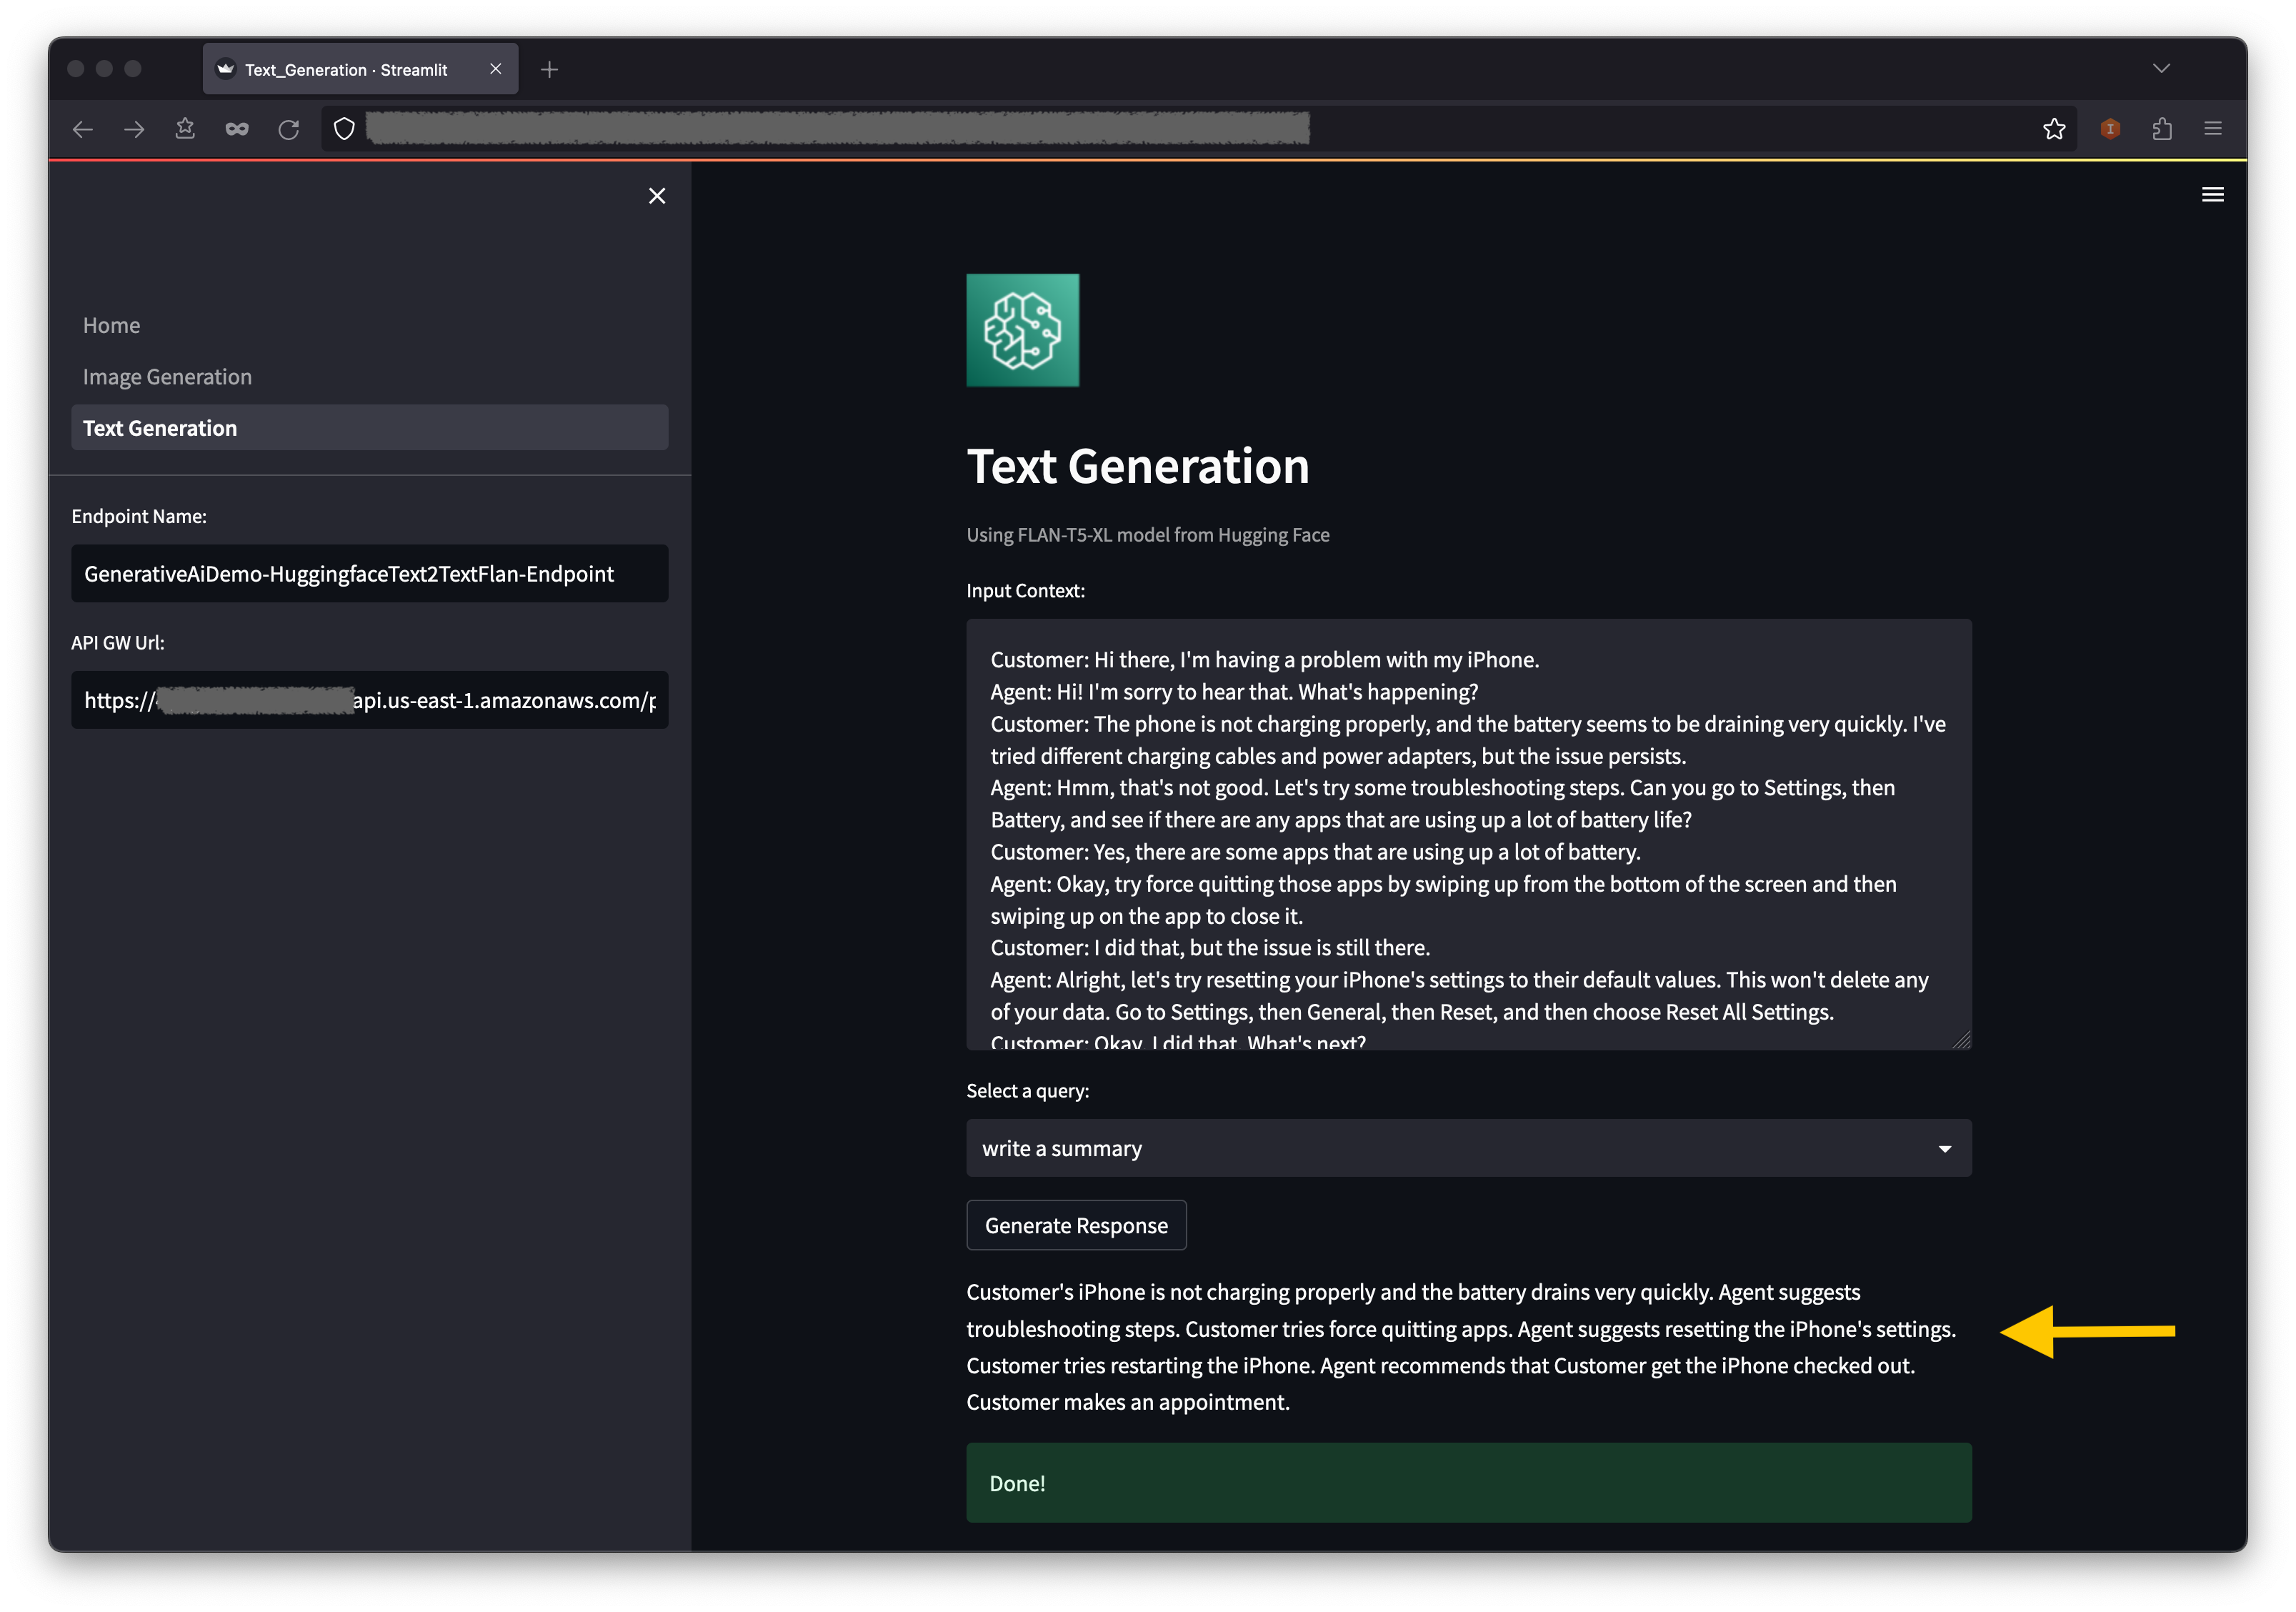 Text_Generation · Streamlit
Home
Image Generation
Text Generation
Endpoint Name:
GenerativeAiDemo-HuggingfaceText2TextFlan-Endpoint
API GW Url:
https:// api.us-east-1.amazonaws.com/p
Text Generation
Using FLAN-T5-XL model from Hugging Face
Input Context:
Customer: Hi there, I'm having a problem with my iPhone.
Agent: Hi! I'm sorry to hear that. What's happening?
Customer: The phone is not charging properly, and the battery seems to be draining very quickly. I've
tried different charging cables and power adapters, but the issue persists.
Agent: Hmm, that's not good. Let's try some troubleshooting steps. Can you go to Settings, then
Battery, and see if there are any apps that are using up a lot of battery life?
Customer: Yes, there are some apps that are using up a lot of battery.
Agent: Okay, try force quitting those apps by swiping up from the bottom of the screen and then
swiping up on the app to close it.
Customer: I did that, but the issue is still there.
Agent: Alright, let's try resetting your iPhone's settings to their default values. This won't delete any
of your data. Go to Settings, then General, then Reset, and then choose Reset All Settings.
Customer: Okay, I did that. What's next?
Select a query:
write a summary
Generate Response
Customer's iPhone is not charging properly and the battery drains very quickly. Agent suggests
troubleshooting steps. Customer tries force quitting apps. Agent suggests resetting the iPhone's settings.
Customer tries restarting the iPhone. Agent recommends that Customer get the iPhone checked out.
Customer makes an appointment.
Done!